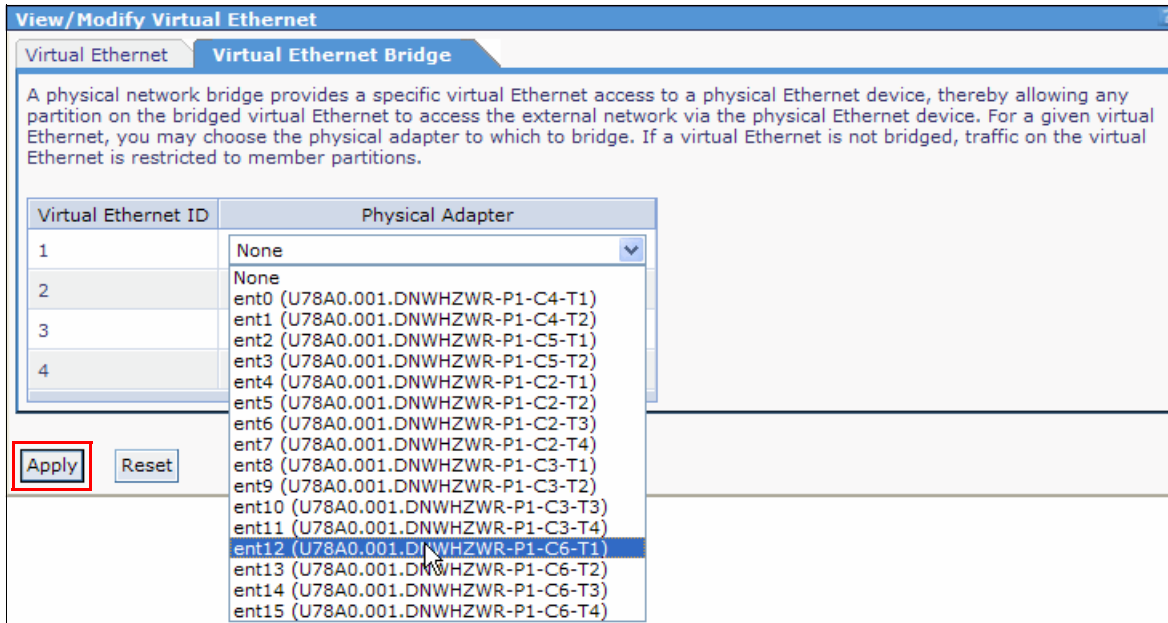 View/Modify Virtual Ethernet
?
Virtual Ethernet
Virtual Ethernet Bridge
A physical network bridge provides a specific virtual Ethernet access to a physical Ethernet device, thereby allowing any
partition on the bridged virtual Ethernet to access the external network via the physical Ethernet device. For a given virtual
Ethernet, you may choose the physical adapter to which to bridge. If a virtual Ethernet is not bridged, traffic on the virtual
Ethernet is restricted to member partitions.
Virtual Ethernet ID
Physical Adapter
1
None
2
3
4
None
ent0 (U78A0.001.DNWHZWR-P1-C4-T1)
ent1 (U78A0.001.DNWHZWR-P1-C4-T2)
ent2 (U78A0.001.DNWHZWR-P1-C5-T1)
ent3 (U78A0.001.DNWHZWR-P1-C5-T2)
ent4 (U78A0.001.DNWHZWR-P1-C2-T1)
ent5 (U78A0.001.DNWHZWR-P1-C2-T2)
ent6 (U78A0.001.DNWHZWR-P1-C2-T3)
ent7 (U78A0.001.DNWHZWR-P1-C2-T4)
ent8 (U78A0.001.DNWHZWR-P1-C3-T1)
ent9 (U78A0.001.DNWHZWR-P1-C3-T2)
ent10 (U78A0.001.DNWHZWR-P1-C3-T3)
ent11 (U78A0.001.DNWHZWR-P1-C3-T4)
ent12 (U78A0.001.DNWHZWR-P1-C6-T1)
ent13 (U78A0.001.DNWHZWR-P1-C6-T2)
ent14 (U78A0.001.DNWHZWR-P1-C6-T3)
ent15 (U78A0.001.DNWHZWR-P1-C6-T4)
Apply
Reset